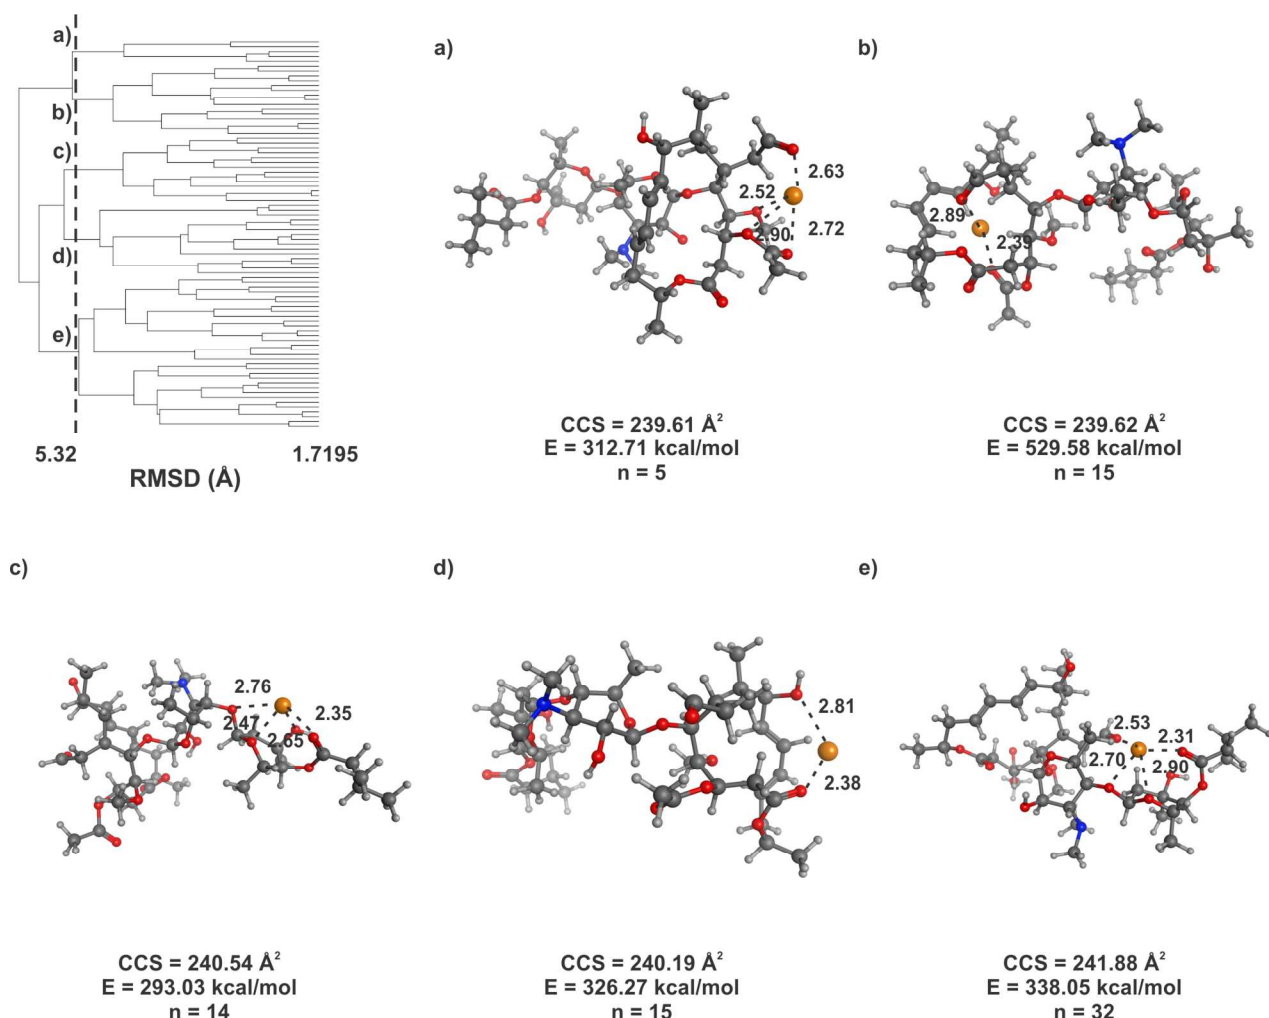 a)
b)
c)
d)
e)
5.32
1.7195
RMSD (Å)
a)
2.63
2.52
2.90
2.72
CCS = 239.61 Å²
E = 312.71 kcal/mol
n = 5
b)
2.89
2.39
CCS = 239.62 Å²
E = 529.58 kcal/mol
n = 15
c)
2.76
2.47
2.65
2.35
CCS = 240.54 Å²
E = 293.03 kcal/mol
n = 14
d)
2.81
2.38
CCS = 240.19 Å²
E = 326.27 kcal/mol
n = 15
e)
2.53
2.31
2.70
2.90
CCS = 241.88 Å²
E = 338.05 kcal/mol
n = 32